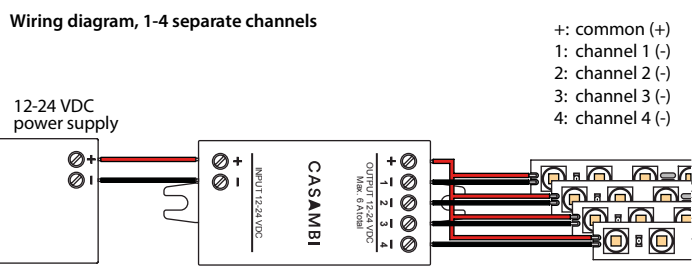 Wiring diagram, 1-4 separate channels
+: common (+)
1: channel 1 (-)
2: channel 2 (-)
3: channel 3 (-)
4: channel 4 (-)
12-24 VDC
power supply
+
-
+
-
INPUT 12-24 VDC
CASAMBI
OUTPUT 12-24 VDC
Max. 6 A total
+
1 -
2 -
3 -
4 -